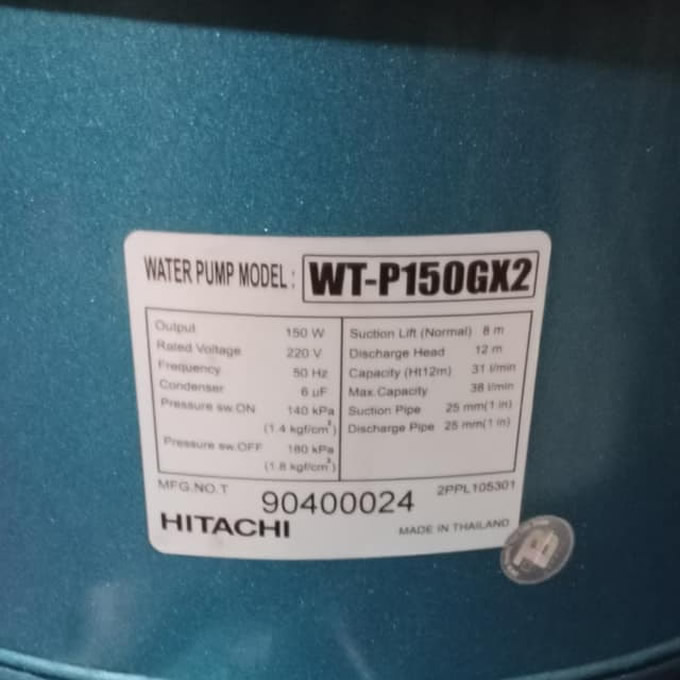 WATER PUMP MODEL : WT-P150GX2
Output 150 W
Rated Voltage 220 V
Frequency 50 Hz
Condenser 6 uF
Pressure sw.ON 140 kPa
(1.4 kgf/cm²)
Pressure sw.OFF 180 kPa
(1.8 kgf/cm²)
Suction Lift (Normal) 8 m
Discharge Head 12 m
Capacity (Ht12m) 31 l/min
Max.Capacity 38 l/min
Suction Pipe 25 mm(1 in)
Discharge Pipe 25 mm(1 in)
MFG.NO.T 90400024 2PPL105301
HITACHI MADE IN THAILAND